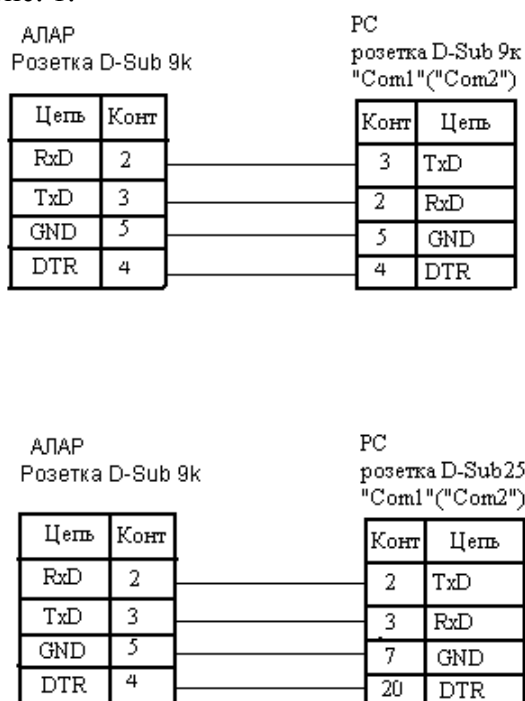 АЛАР
Розетка D-Sub 9k
PC
розетка D-Sub 9к
"Com1"("Com2")
Цепь Конт
RxD 2
TxD 3
GND 5
DTR 4
Конт Цепь
3 TxD
2 RxD
5 GND
4 DTR
АЛАР
Розетка D-Sub 9k
PC
розетка D-Sub25
"Com1"("Com2")
Цепь Конт
RxD 2
TxD 3
GND 5
DTR 4
Конт Цепь
2 TxD
3 RxD
7 GND
20 DTR